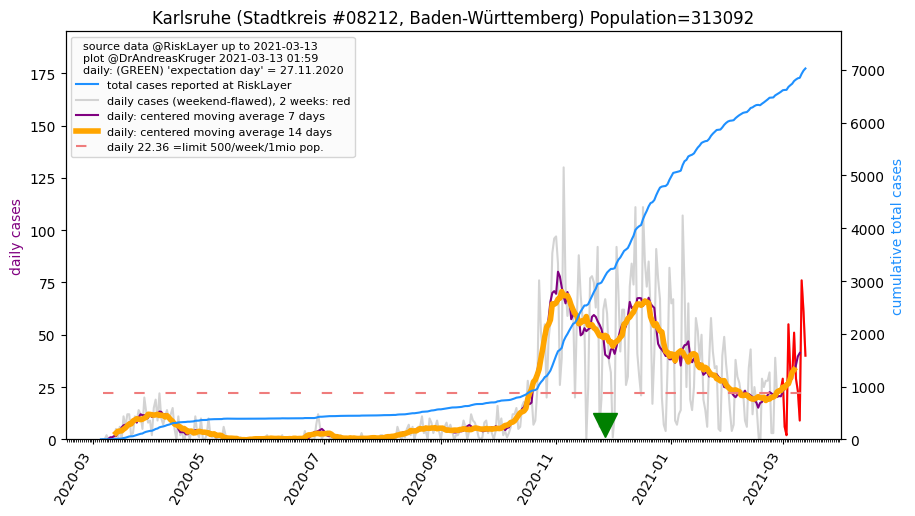 Karlsruhe (Stadtkreis #08212, Baden-Württemberg) Population=313092
source data @RiskLayer up to 2021-03-13
plot @DrAndreasKruger 2021-03-13 01:59
daily: (GREEN) 'expectation day' = 27.11.2020
total cases reported at RiskLayer
daily cases (weekend-flawed), 2 weeks: red
daily: centered moving average 7 days
daily: centered moving average 14 days
daily 22.36 =limit 500/week/1mio pop.
daily cases
175
150
125
100
75
50
25
0
cumulative total cases
7000
6000
5000
4000
3000
2000
1000
0
2020-03
2020-05
2020-07
2020-09
2020-11
2021-01
2021-03